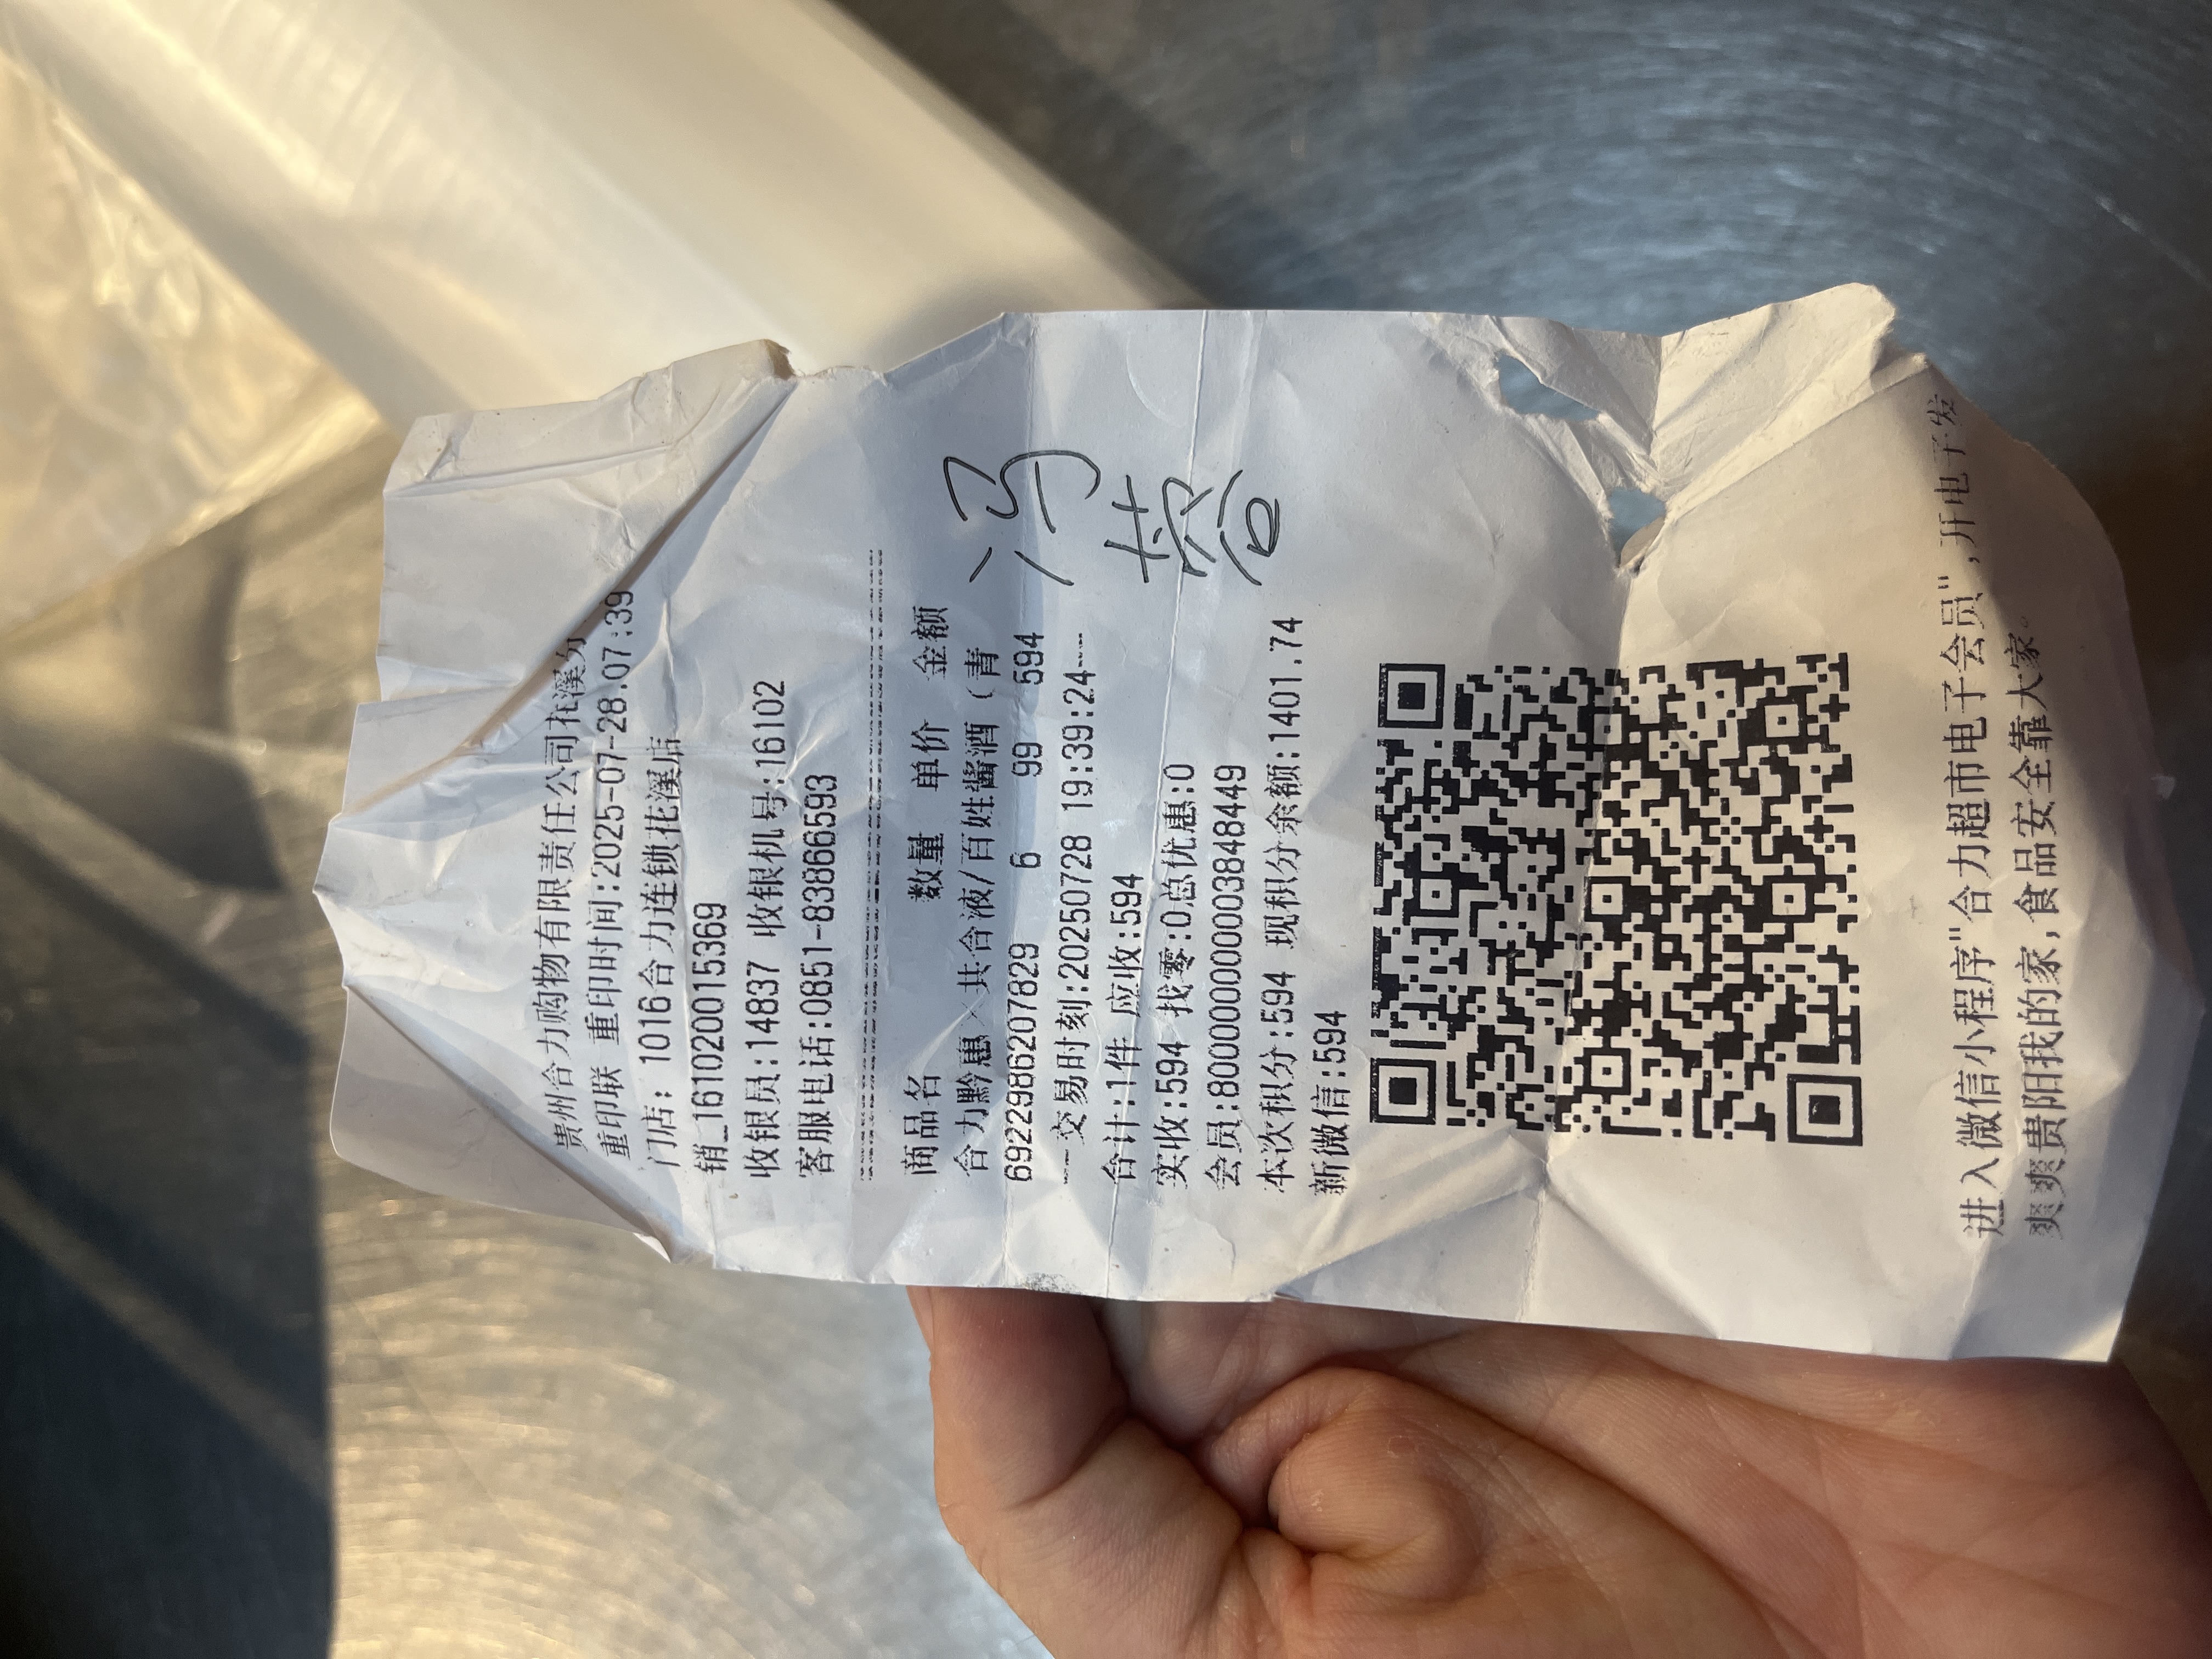 贵州合力购物有限责任公司花溪分
重印联 重印时间:2025-07-28.07:39
门店: 1016合力连锁花溪店
销_1610200015369
收银员:14837 收银机号:16102
客服电话:0851-83866593
商品名 数量 单价 金额
合力黔惠×共合液/百姓酱酒（青
6922986207829 6 99 594
交易时刻:20250728 19:39:24
合计:1件 应收:594
实收:594 找零:0总优惠:0
会员:8000000000003848449
本次积分:594 现积分余额:1401.74
新微信:594
冯
蓉
进入微信小程序"合力超市电子会员",开电子发
爽爽贵阳我的家,食品安全靠大家。